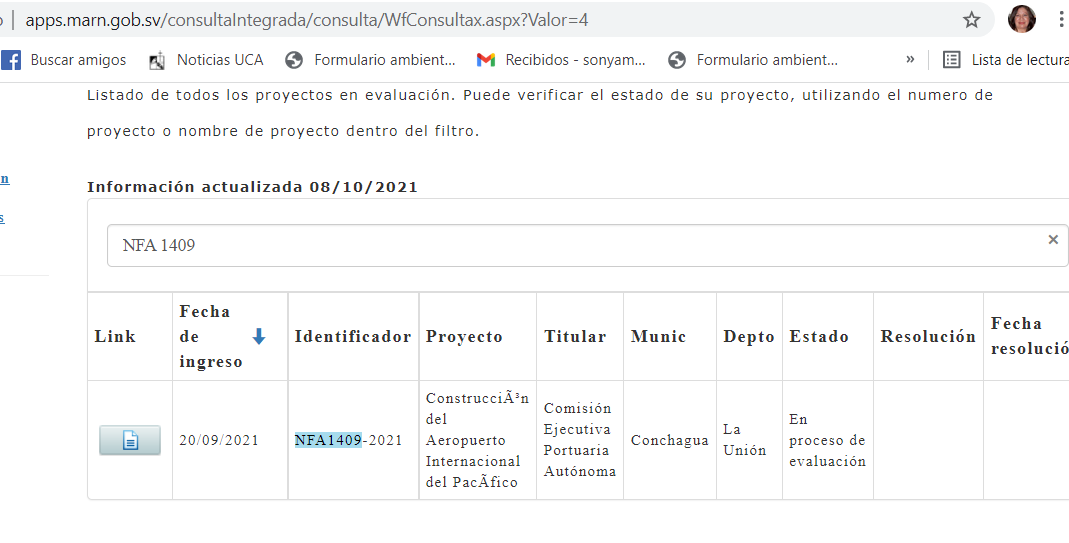 apps.marn.gob.sv/consultaIntegrada/consulta/WfConsultax.aspx?Valor=4
Buscar amigos Noticias UCA Formulario ambient... Recibidos - sonyam... Formulario ambient... » Lista de lectura
Listado de todos los proyectos en evaluación. Puede verificar el estado de su proyecto, utilizando el numero de
proyecto o nombre de proyecto dentro del filtro.
n
s
Información actualizada 08/10/2021
NFA 1409 ×
Link
Fecha
de
ingreso
Identificador
Proyecto
Titular
Munic
Depto
Estado
Resolución
Fecha
resolució
20/09/2021
NFA1409-2021
ConstrucciÃ³n
del
Aeropuerto
Internacional
del PacÃfico
Comisión
Ejecutiva
Portuaria
Autónoma
Conchagua
La
Unión
En
proceso de
evaluación